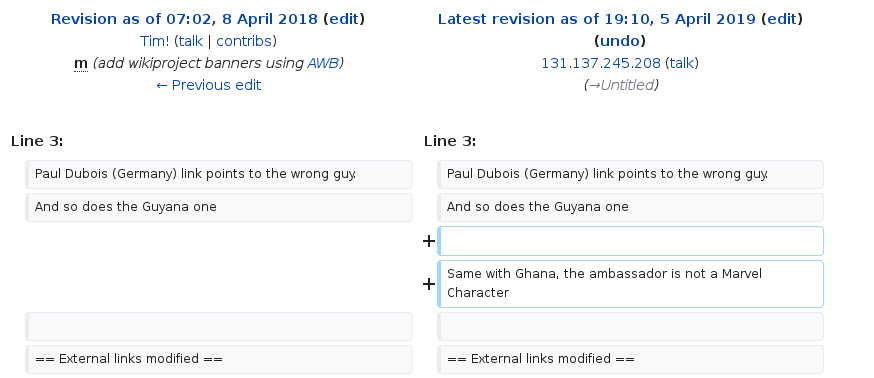 Revision as of 07:02, 8 April 2018 (edit)
Tim! (talk | contribs)
m (add wikiproject banners using AWB)
← Previous edit
Latest revision as of 19:10, 5 April 2019 (edit)
(undo)
131.137.245.208 (talk)
(→Untitled)
Line 3:
Line 3:
Paul Dubois (Germany) link points to the wrong guy.
Paul Dubois (Germany) link points to the wrong guy.
And so does the Guyana one
And so does the Guyana one
+
+ Same with Ghana, the ambassador is not a Marvel
Character
== External links modified ==
== External links modified ==